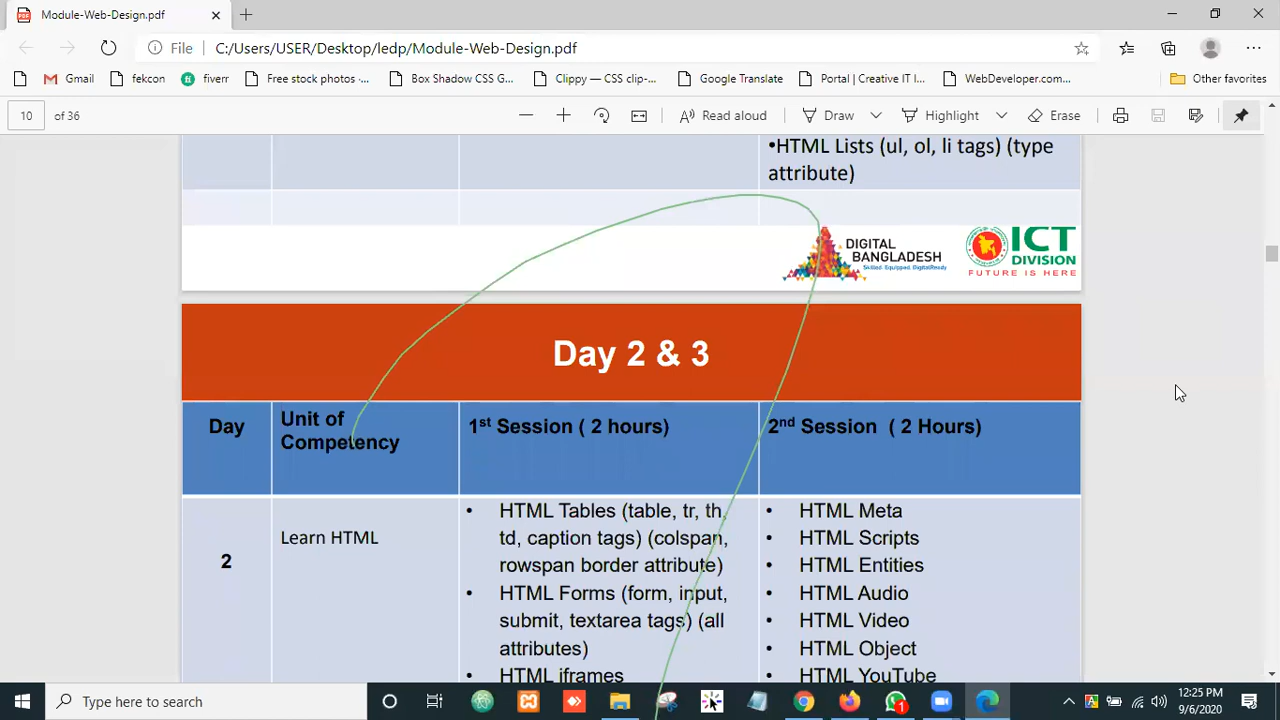 Module-Web-Design.pdf
File
C:/Users/USER/Desktop/ledp/Module-Web-Design.pdf
Gmail
fekcon
fiverr
Free stock photos ·...
Box Shadow CSS G...
Clippy — CSS clip-...
Google Translate
Portal | Creative IT I...
WebDeveloper.com...
Other favorites
10 of 36
Read aloud
Draw
Highlight
Erase
•HTML Lists (ul, ol, li tags) (type
attribute)
DIGITAL
BANGLADESH
Skilled. Equipped. DigitalReady
ICT
DIVISION
FUTURE IS HERE
Day 2 & 3
Day
Unit of
Competency
1st Session ( 2 hours)
2nd Session ( 2 Hours)
2
Learn HTML
• HTML Tables (table, tr, th,
td, caption tags) (colspan,
rowspan border attribute)
• HTML Forms (form, input,
submit, textarea tags) (all
attributes)
• HTML iframes
• HTML Meta
• HTML Scripts
• HTML Entities
• HTML Audio
• HTML Video
• HTML Object
• HTML YouTube
Type here to search
1
12:25 PM
9/6/2020